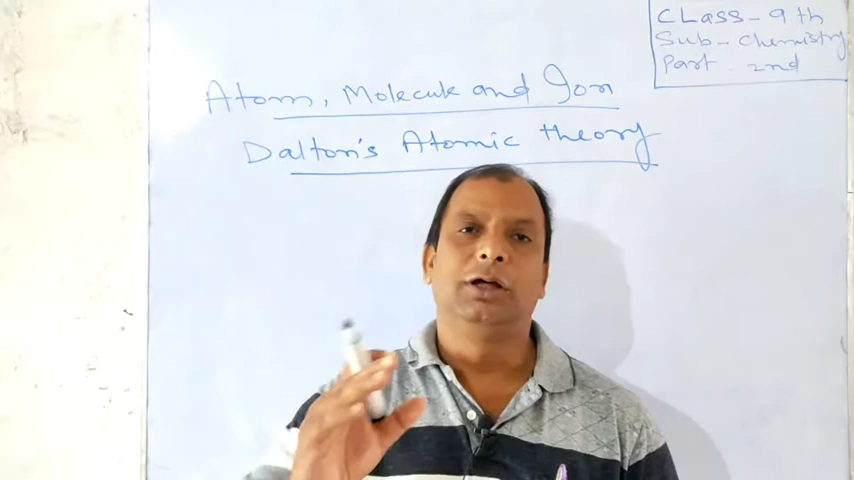 CLass - 9th
Sub - Chemistry
Part - 2nd
Atom, Molecule and Ion
Dalton's Atomic theory